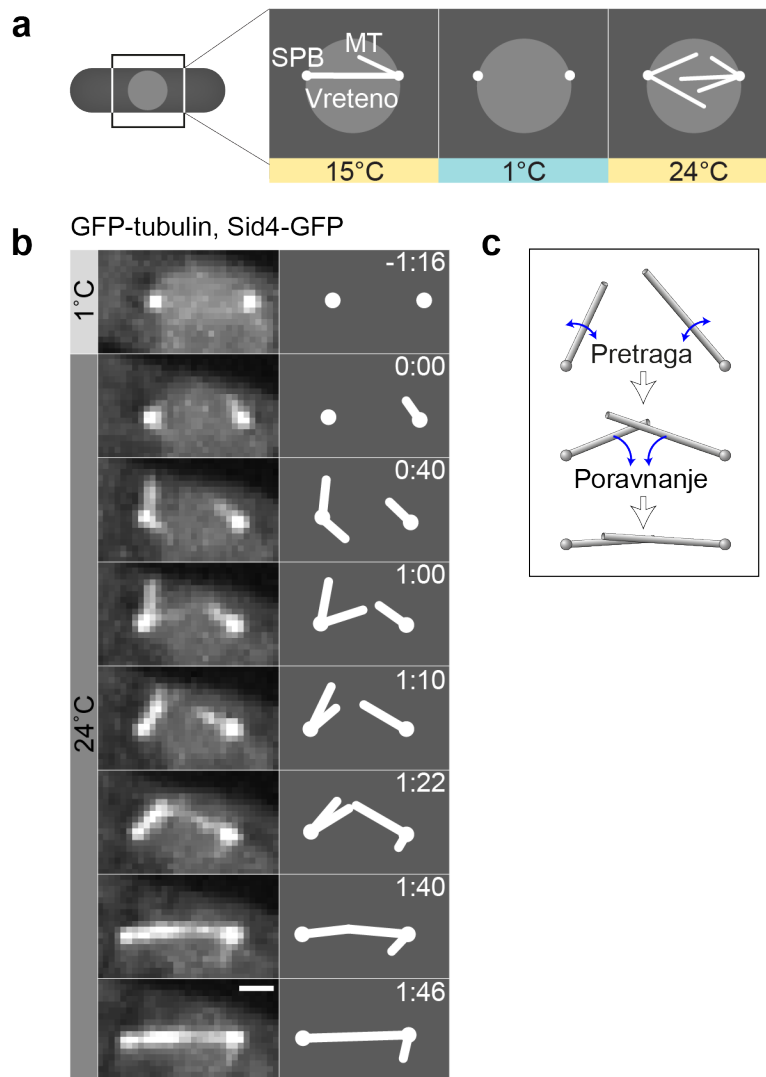 a
SPB
MT
Vreteno
15°C
1°C
24°C
GFP-tubulin, Sid4-GFP
b
1°C
-1:16
24°C
0:00
0:40
1:00
1:10
1:22
1:40
1:46
c
Pretraga
Poravnanje